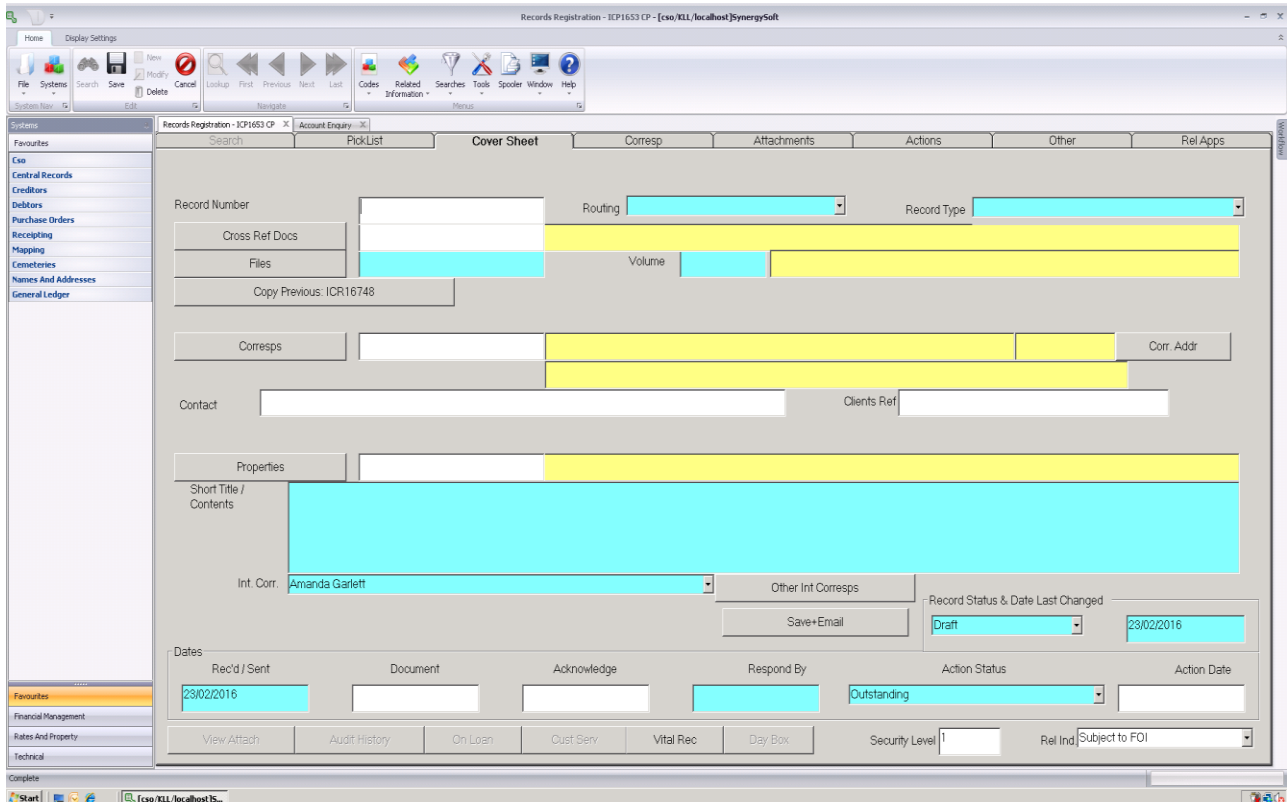 Records Registration - ICP1653 CP - [cso/KLL/localhost]SynergySoft
Home Display Settings
File Systems Search Save New Modify Delete Cancel Lookup First Previous Next Last Codes Related Information Searches Tools Spooler Window Help
System Nav Edit Navigate Menus
Systems
Records Registration - ICP1653 CP X Account Enquiry X
Workflow
Favourites
Search PickList Cover Sheet Corresp Attachments Actions Other Rel Apps
Cso
Central Records
Creditors
Debtors
Purchase Orders
Receipting
Mapping
Cemeteries
Names And Addresses
General Ledger
Record Number Routing Record Type
Cross Ref Docs
Files Volume
Copy Previous: ICR16748
Corresps Corr. Addr
Contact Clients Ref
Properties
Short Title /
Contents
Int. Corr. Amanda Garlett Other Int Corresps
Record Status & Date Last Changed
Save+Email Draft 23/02/2016
Dates
Rec'd / Sent Document Acknowledge Respond By Action Status Action Date
23/02/2016 Outstanding
View Attach Audit History On Loan Cust Serv Vital Rec Day Box Security Level 1 Rel Ind. Subject to FOI
Favourites
Financial Management
Rates And Property
Technical
Complete
Start [cso/KLL/localhost]S...